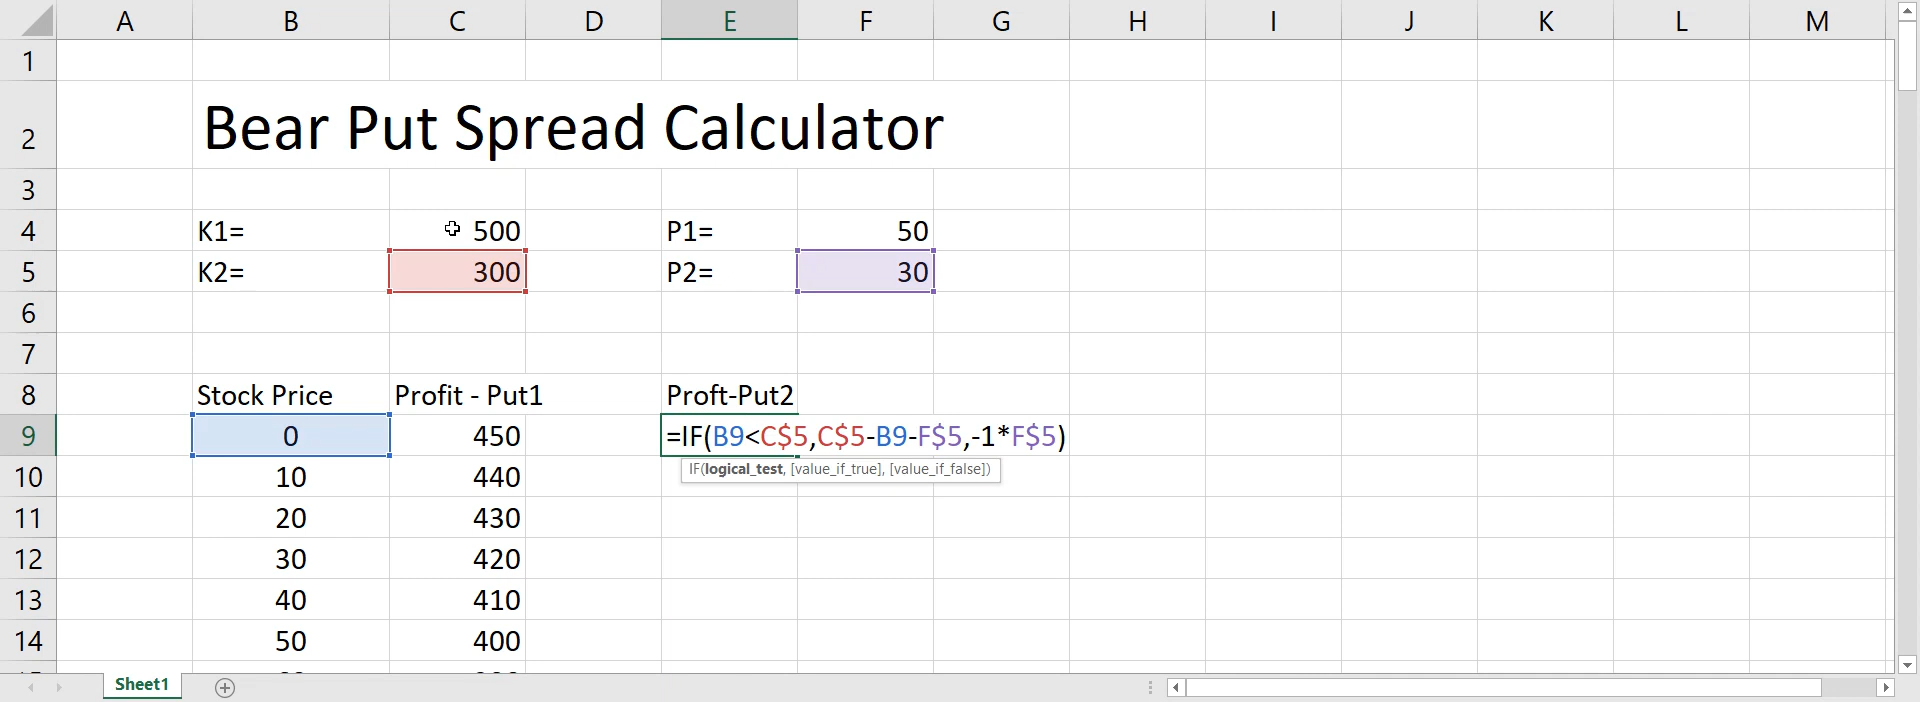 A B C D E F G H I J K L M
1
2 Bear Put Spread Calculator
3
4 K1= 500 P1= 50
5 K2= 300 P2= 30
6
7
8 Stock Price Profit - Put1 Proft-Put2
9 0 450 =IF(B9<C$5,C$5-B9-F$5,-1*F$5)
IF(logical_test, [value_if_true], [value_if_false])
10 10 440
11 20 430
12 30 420
13 40 410
14 50 400
Sheet1